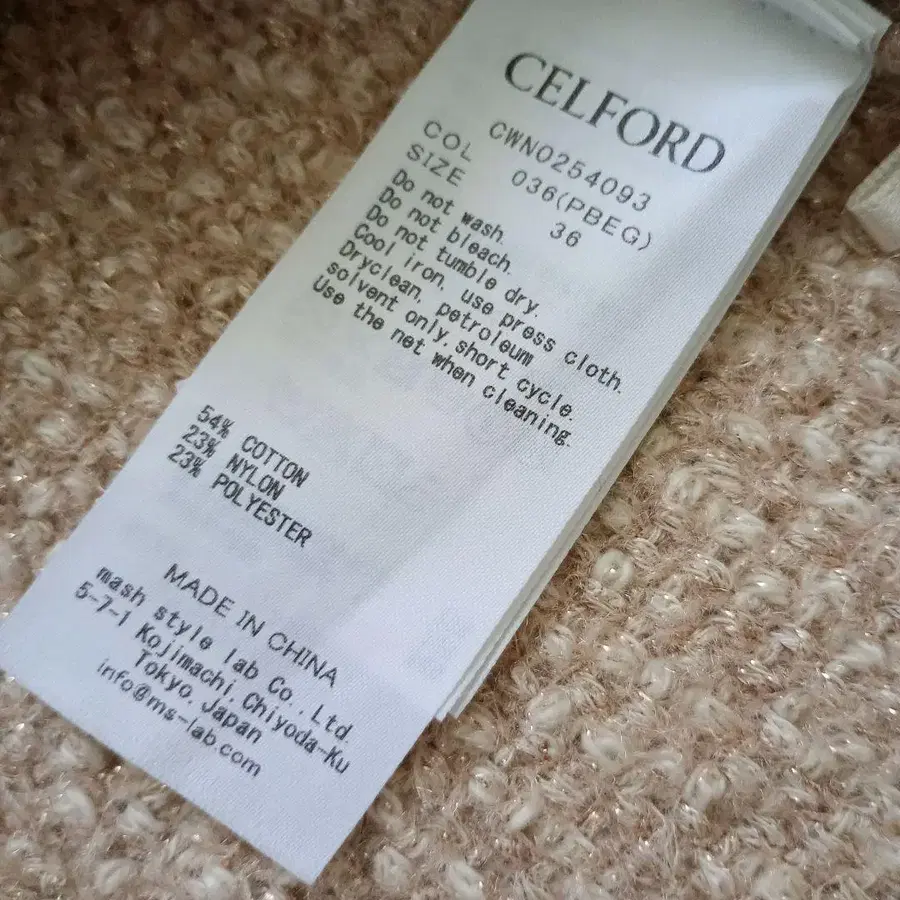 CELFORD
CWN0254093
COL 036(PBEG)
SIZE 36
Do not wash.
Do not bleach.
Do not tumble dry.
Cool iron, use press cloth.
Dryclean, petroleum
solvent only, short cycle.
Use the net when cleaning.
54% COTTON
23% NYLON
23% POLYESTER
MADE IN CHINA
mash style lab Co.,Ltd
5-7-1 Kojimachi,Chiyoda-Ku
Tokyo,Japan
info@ms-lab.com